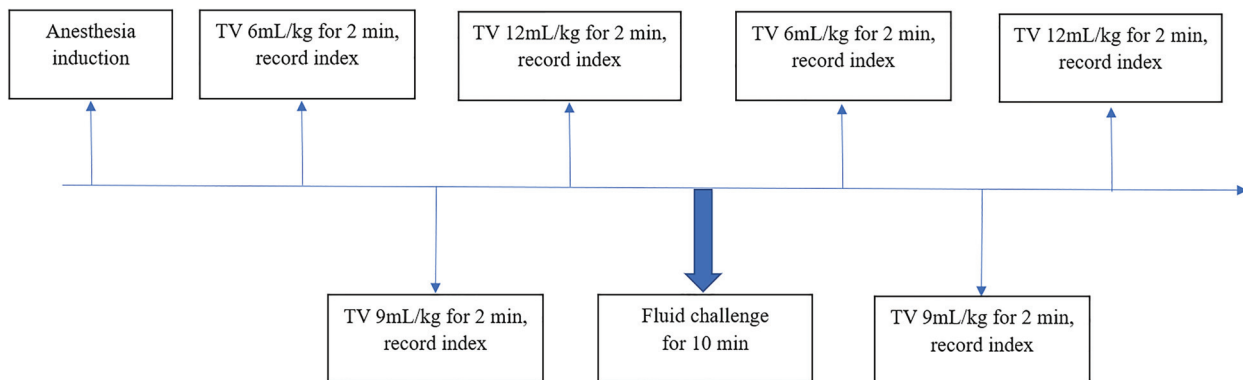 Anesthesia
induction
TV 6mL/kg for 2 min,
record index
TV 12mL/kg for 2 min,
record index
TV 6mL/kg for 2 min,
record index
TV 12mL/kg for 2 min,
record index
TV 9mL/kg for 2 min,
record index
Fluid challenge
for 10 min
TV 9mL/kg for 2 min,
record index